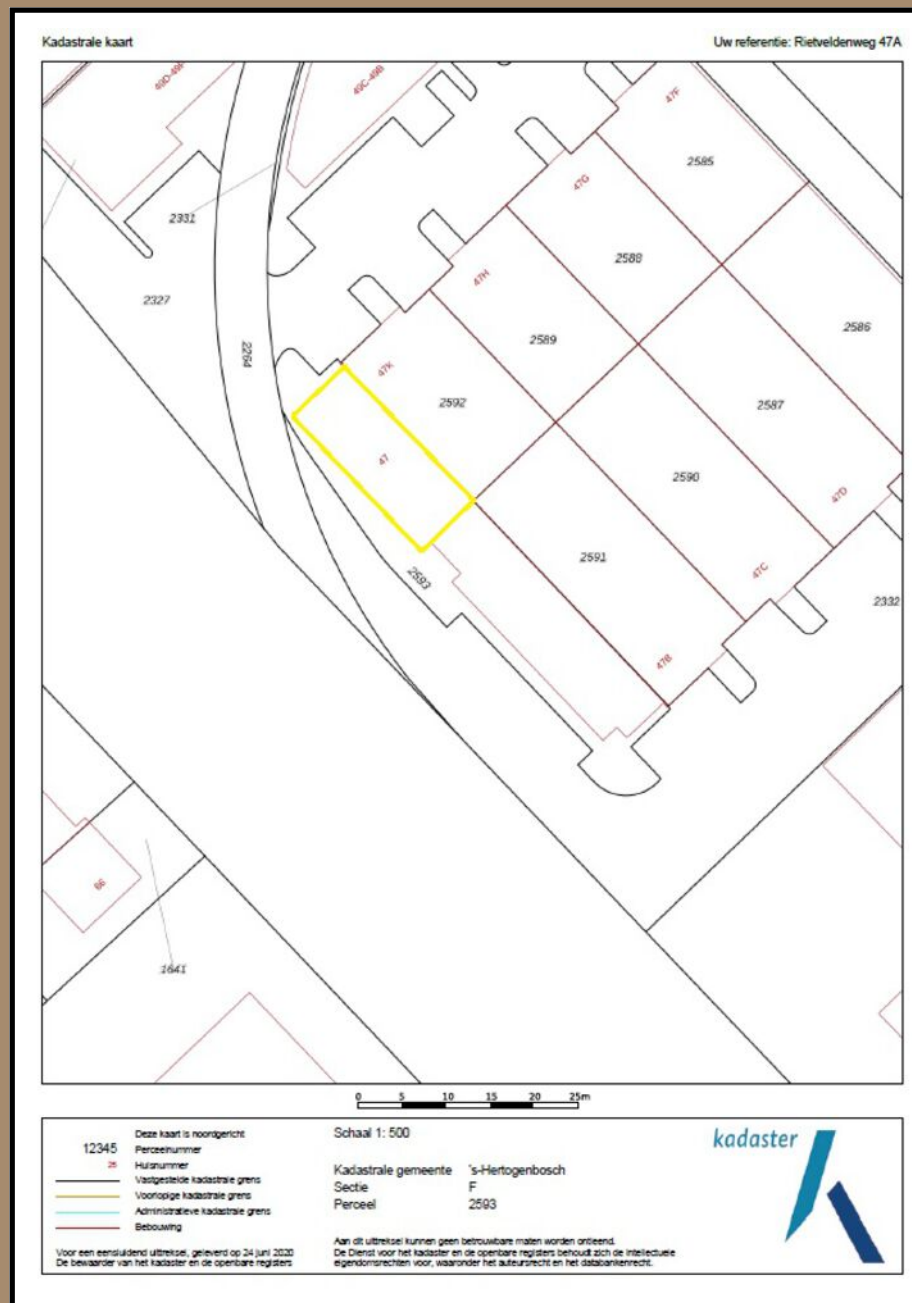 Kadastrale kaart
Uw referentie: Rietveldenweg 47A
49C-49B
47F
2585
47G
2331
2588
47H
2327
2586
2589
2264
47K
2592
2587
47
2590
47D
2591
2593
47C
2332
47B
66
1641
0 5 10 15 20 25m
Deze kaart is noordgericht
12345 Perceelnummer
25 Huisnummer
Vastgestelde kadastrale grens
Voorlopige kadastrale grens
Administratieve kadastrale grens
Bebouwing
Voor een eensluidend uittreksel, geleverd op 24 juni 2020
De bewaarder van het kadaster en de openbare registers
Schaal 1: 500
Kadastrale gemeente 's-Hertogenbosch
Sectie F
Perceel 2593
Aan dit uittreksel kunnen geen betrouwbare maten worden ontleend.
De Dienst voor het kadaster en de openbare registers behoudt zich de intellectuele
eigendomsrechten voor, waaronder het auteursrecht en het databankenrecht.
kadaster